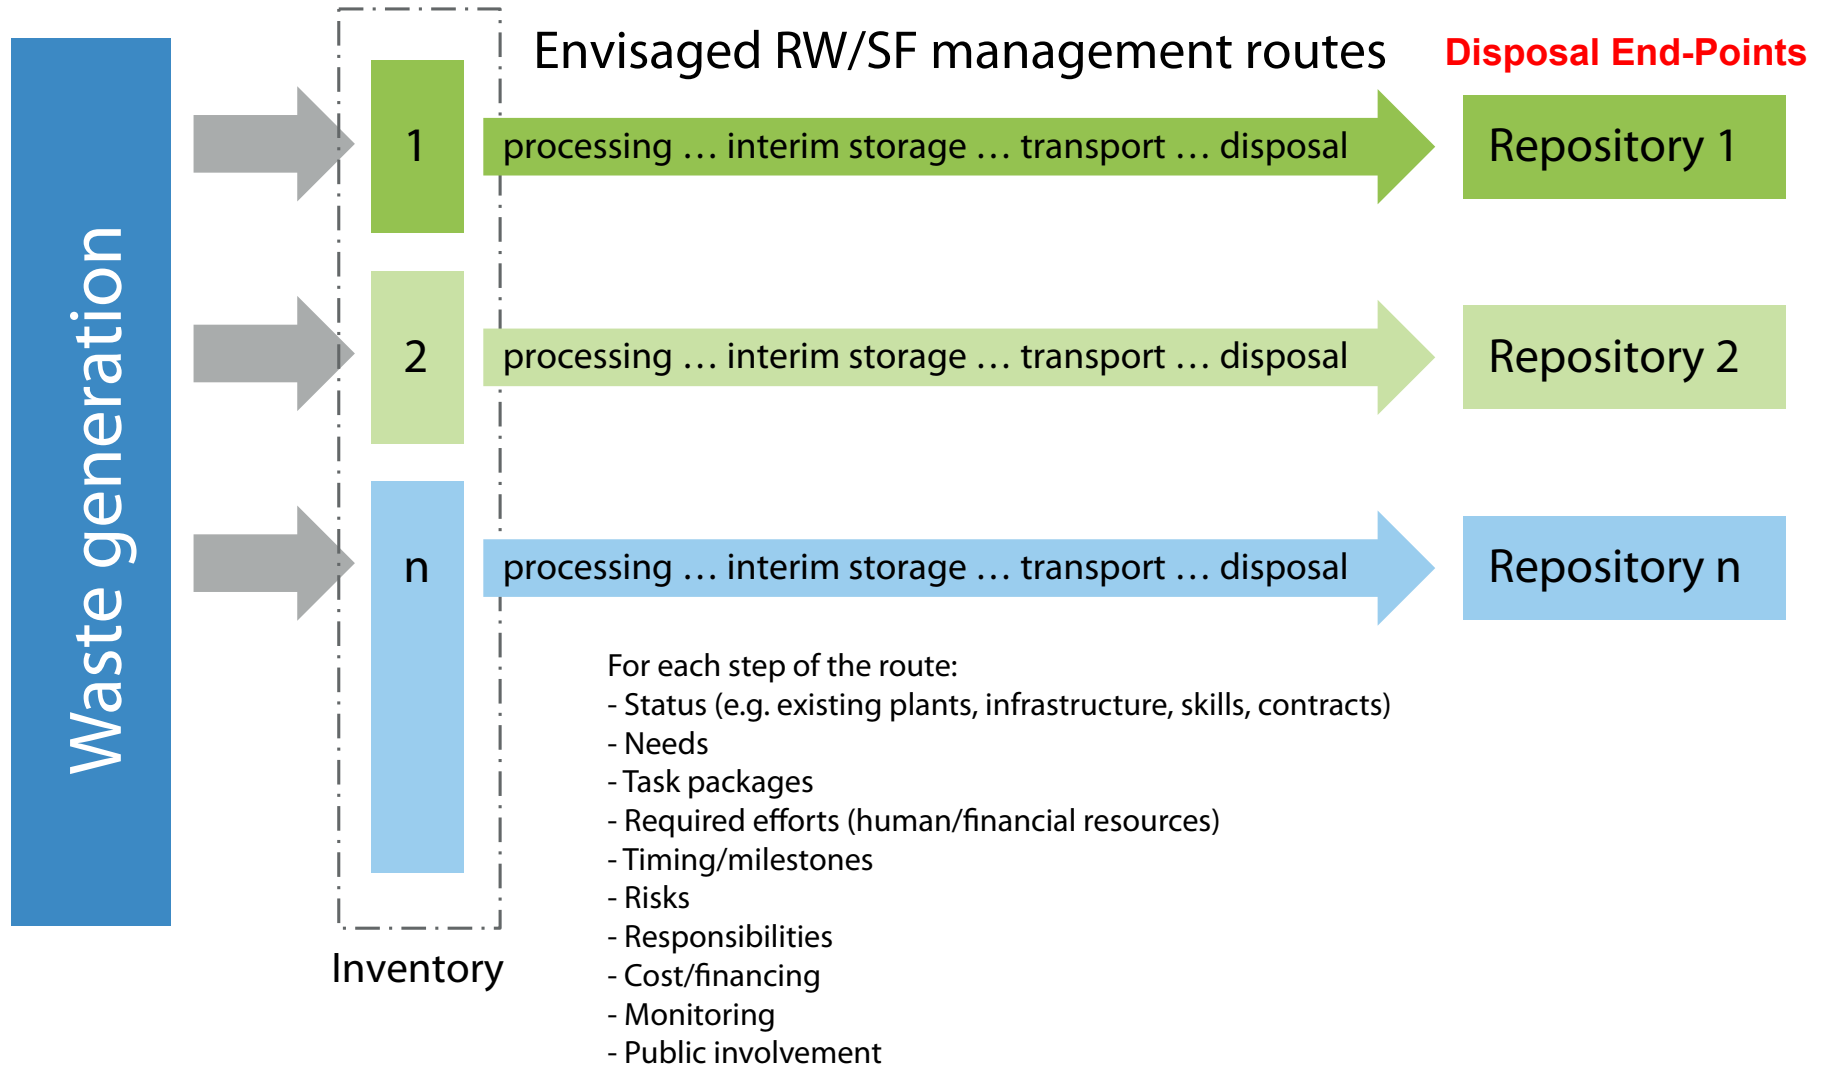 Envisaged RW/SF management routes
Disposal End-Points
Waste generation
1
processing … interim storage … transport … disposal
Repository 1
2
processing … interim storage … transport … disposal
Repository 2
n
processing … interim storage … transport … disposal
Repository n
Inventory
For each step of the route:
- Status (e.g. existing plants, infrastructure, skills, contracts)
- Needs
- Task packages
- Required efforts (human/financial resources)
- Timing/milestones
- Risks
- Responsibilities
- Cost/financing
- Monitoring
- Public involvement